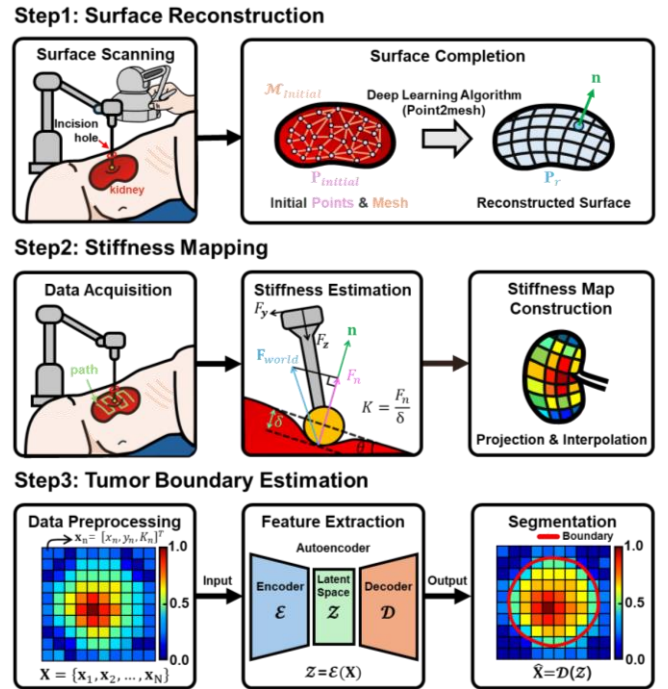 Step1: Surface Reconstruction
Surface Scanning
Incision
hole
kidney
Surface Completion
ℳ_Initial
Deep Learning Algorithm
(Point2mesh)
n
P_initial
P_r
Initial Points & Mesh
Reconstructed Surface
Step2: Stiffness Mapping
Data Acquisition
path
Stiffness Estimation
F_y
F_z
n
F_world
F_n
K = F_n / δ
δ
θ
Stiffness Map
Construction
Projection & Interpolation
Step3: Tumor Boundary Estimation
Data Preprocessing
x_n = [x_n, y_n, K_n]^T
1.0
0.5
0.0
X = {x_1, x_2, ..., x_N}
Input
Feature Extraction
Autoencoder
Encoder
ℰ
Latent
Space
𝒵
Decoder
𝒟
𝒵=ℰ(X)
Output
Segmentation
Boundary
1.0
0.5
0.0
X̂=𝒟(𝒵)